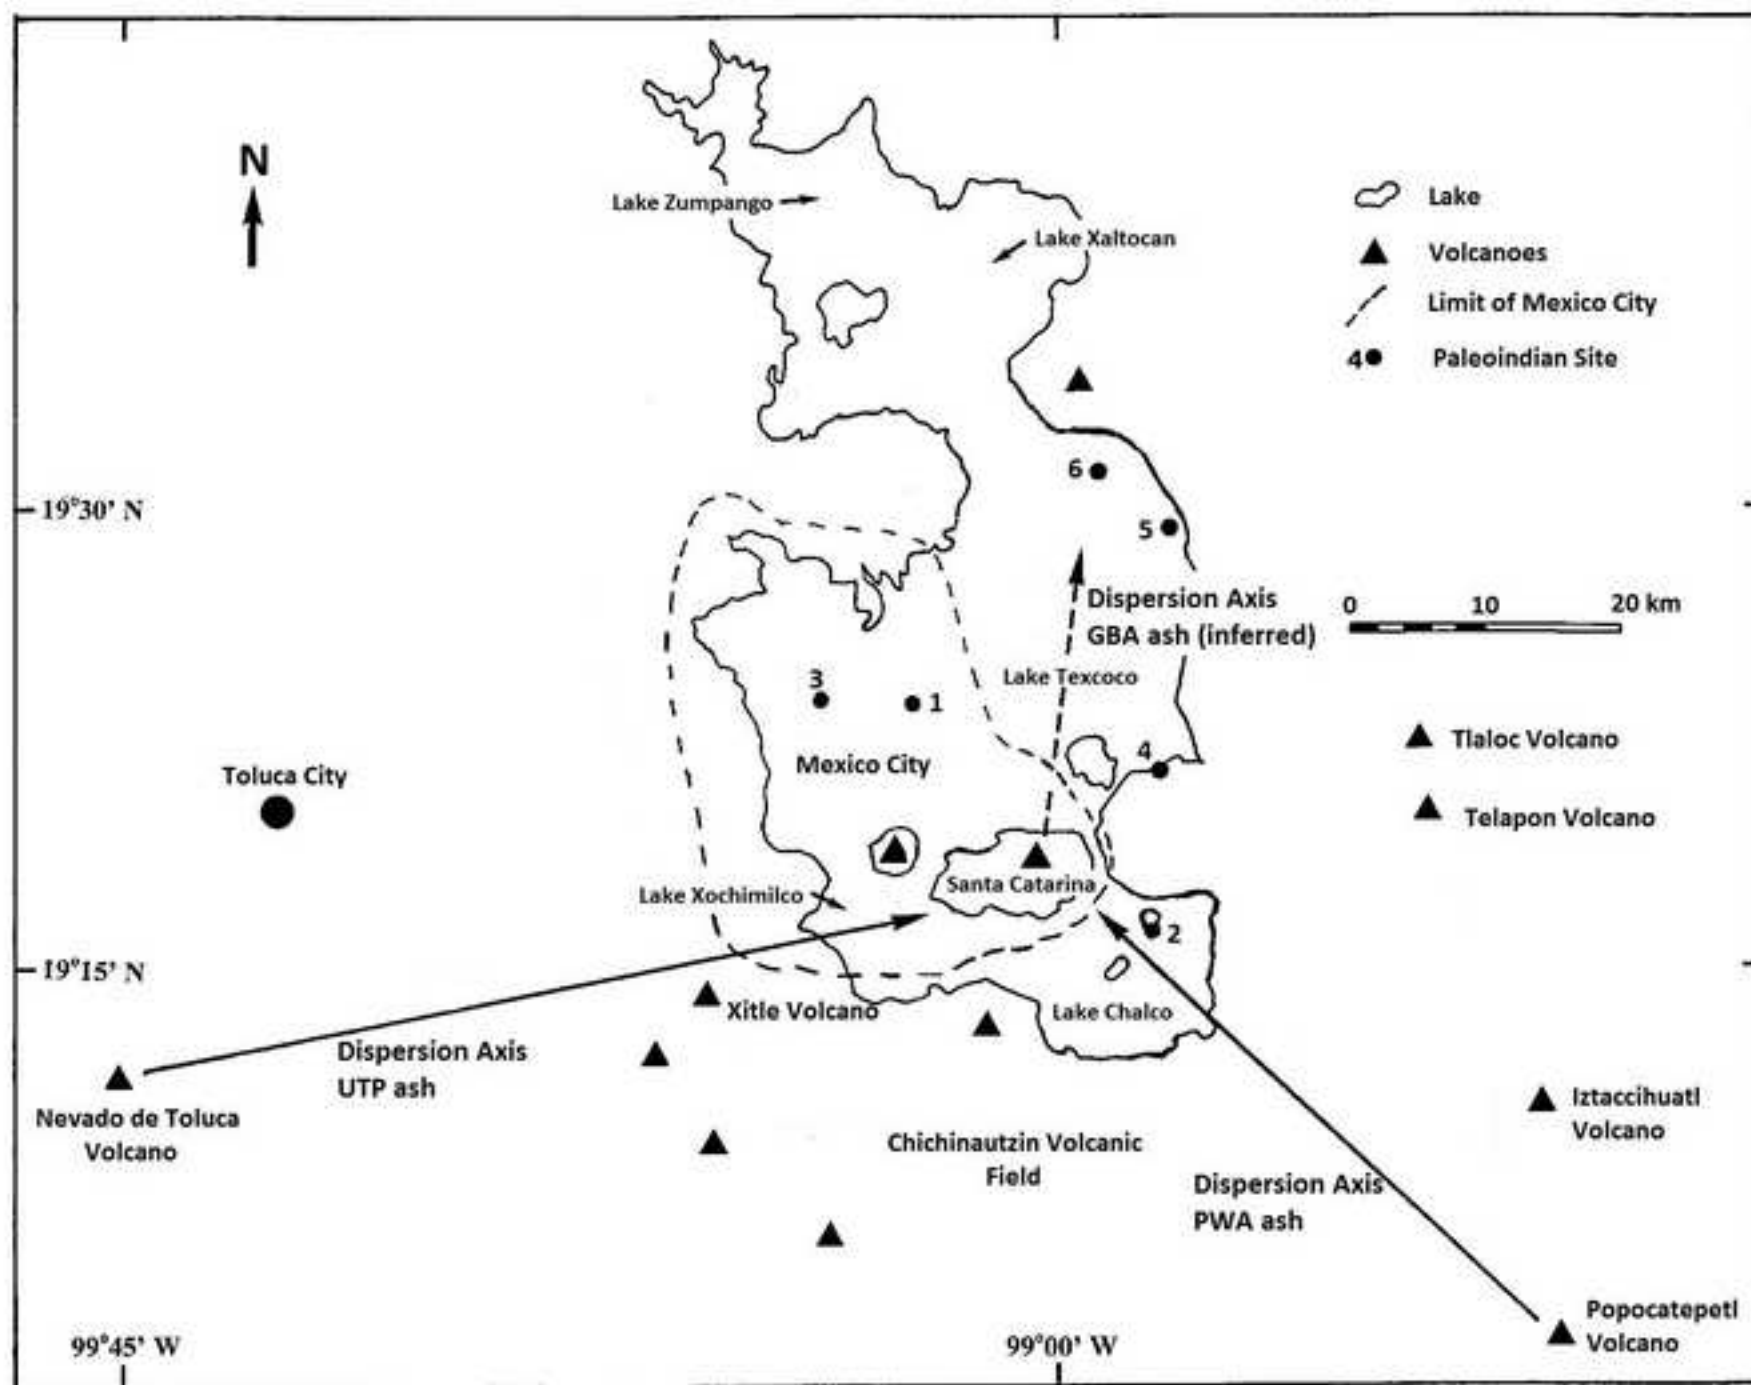 N
Lake Zumpango
Lake Xaltocan
Lake
Volcanoes
Limit of Mexico City
4
Paleoindian Site
6
19°30' N
5
Dispersion Axis
GBA ash (inferred)
0 10 20 km
Lake Texcoco
3
1
4
Tlaloc Volcano
Mexico City
Toluca City
Telapon Volcano
Santa Catarina
Lake Xochimilco
2
19°15' N
Xitle Volcano
Lake Chalco
Dispersion Axis
UTP ash
Nevado de Toluca
Volcano
Iztaccihuatl
Volcano
Chichinautzin Volcanic
Field
Dispersion Axis
PWA ash
Popocatepetl
Volcano
99°45' W
99°00' W